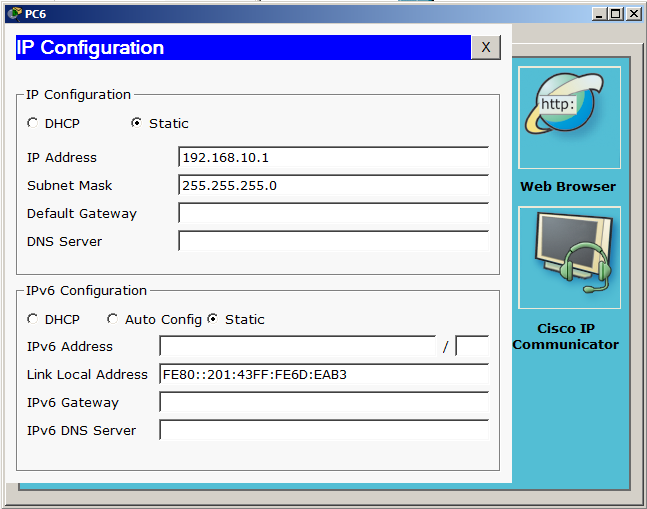 PC6
IP Configuration X
IP Configuration
DHCP Static
IP Address 192.168.10.1
Subnet Mask 255.255.255.0
Default Gateway
DNS Server
IPv6 Configuration
DHCP Auto Config Static
IPv6 Address /
Link Local Address FE80::201:43FF:FE6D:EAB3
IPv6 Gateway
IPv6 DNS Server
http:
Web Browser
Cisco IP
Communicator